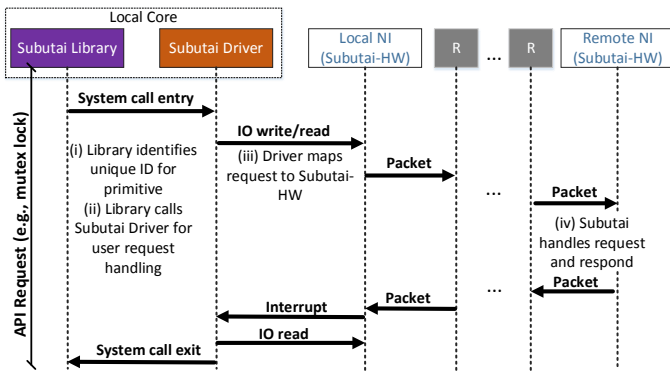 Local Core
Subutai Library
Subutai Driver
Local NI
(Subutai-HW)
R
...
R
Remote NI
(Subutai-HW)
API Request (e.g., mutex lock)
System call entry
IO write/read
(i) Library identifies
unique ID for
primitive
(ii) Library calls
Subutai Driver for
user request
handling
(iii) Driver maps
request to Subutai-
HW
Packet
...
Packet
(iv) Subutai
handles request
and respond
Packet
...
Packet
Interrupt
IO read
System call exit